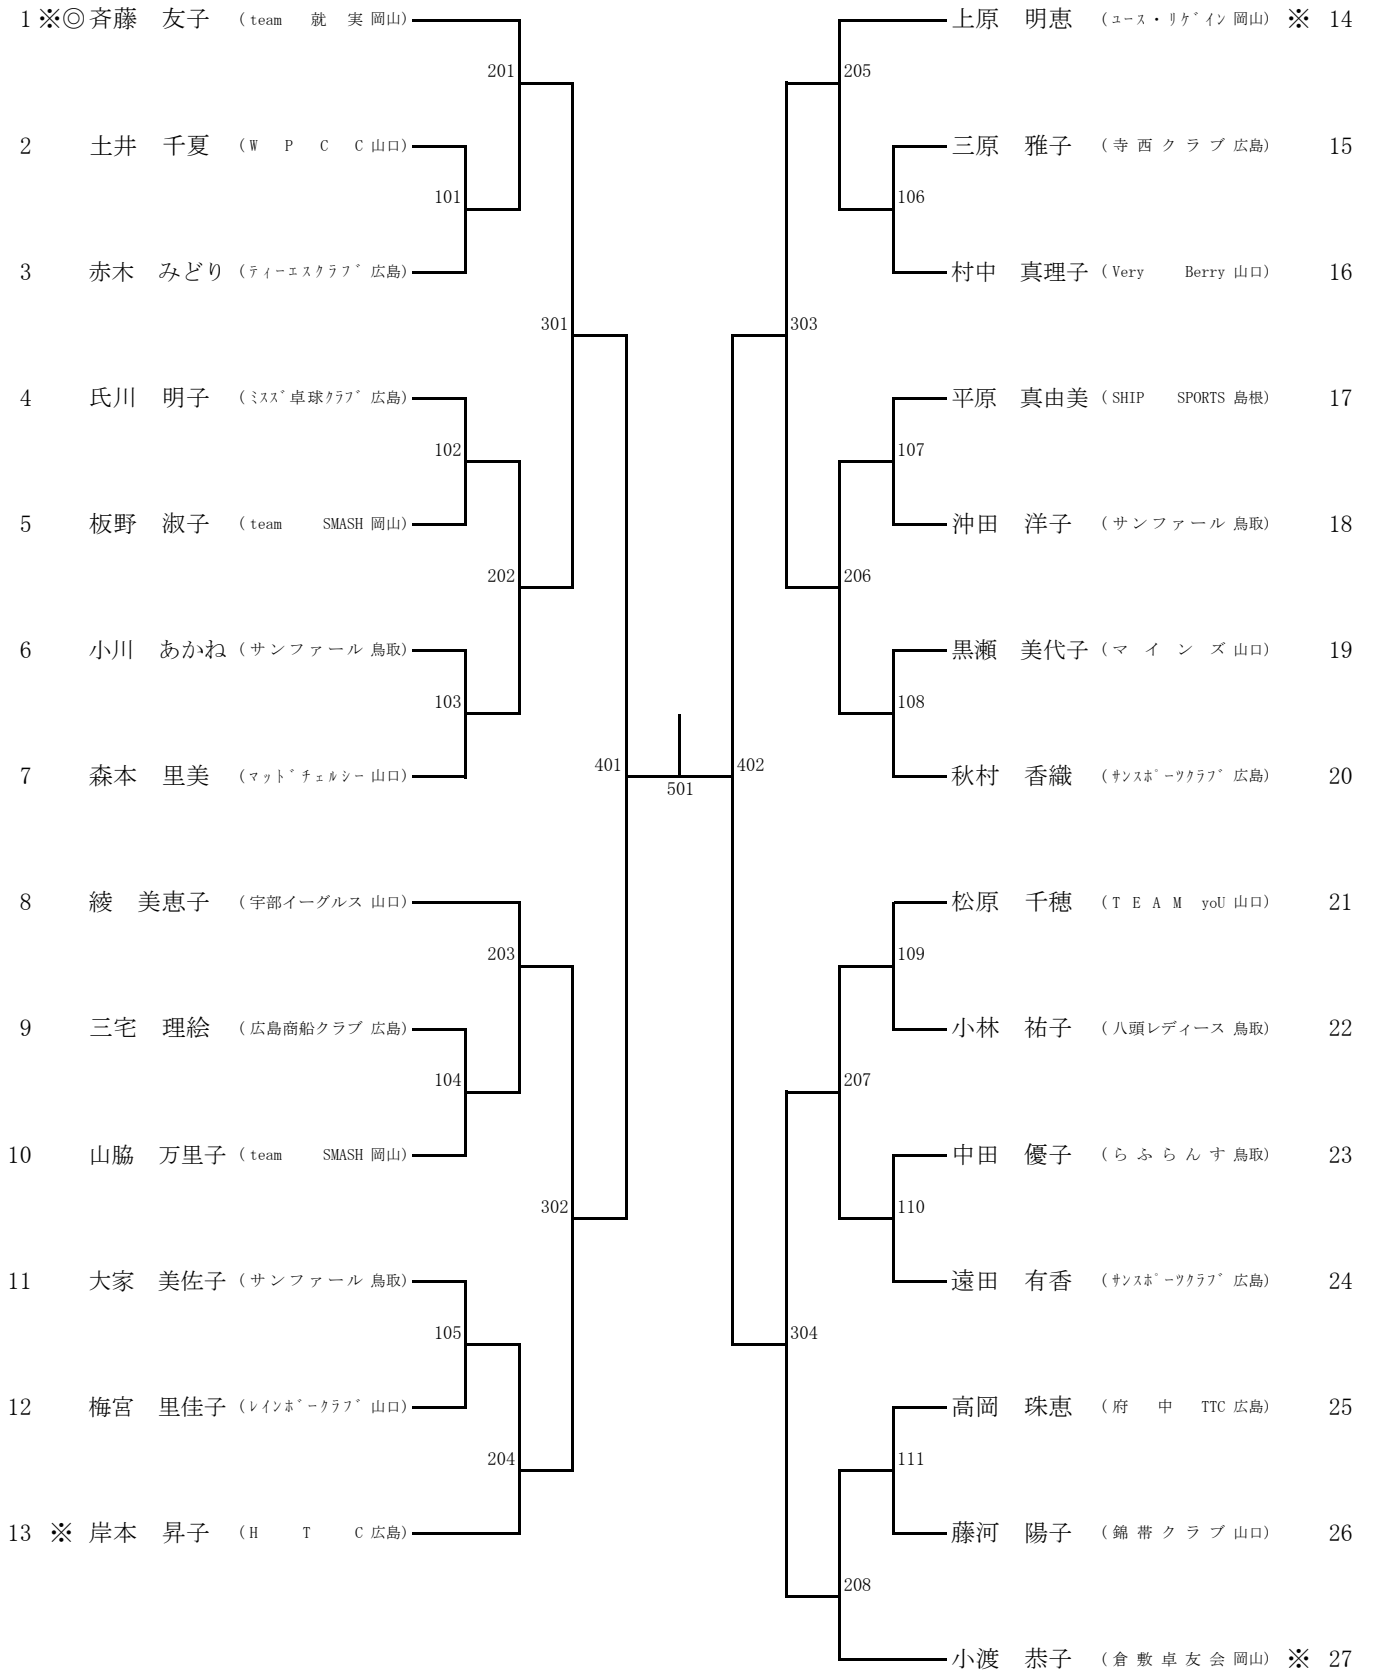 1 ※◎ 斉藤 友子 (team 就 実 岡山)
201
2 土井 千夏 (W P C C 山口)
101
3 赤木 みどり (ティーエスクラブ 広島)
301
4 氏川 明子 (ミスズ卓球クラブ 広島)
102
5 板野 淑子 (team SMASH 岡山)
202
6 小川 あかね (サンファール 鳥取)
103
7 森本 里美 (マッドチェルシー 山口)
401
501
8 綾 美恵子 (宇部イーグルス 山口)
203
9 三宅 理絵 (広島商船クラブ 広島)
104
10 山脇 万里子 (team SMASH 岡山)
302
11 大家 美佐子 (サンファール 鳥取)
105
12 梅宮 里佳子 (レインボークラブ 山口)
204
13 ※ 岸本 昇子 (H T C 広島)
上原 明恵 (ユース・リゲイン 岡山) ※ 14
205
三原 雅子 (寺西クラブ 広島) 15
106
村中 真理子 (Very Berry 山口) 16
303
平原 真由美 (SHIP SPORTS 島根) 17
107
沖田 洋子 (サンファール 鳥取) 18
206
黒瀬 美代子 (マインズ 山口) 19
108
402
秋村 香織 (サンスポーツクラブ 広島) 20
松原 千穂 (T E A M yoU 山口) 21
109
小林 祐子 (八頭レディース 鳥取) 22
207
中田 優子 (らふらんす 鳥取) 23
110
遠田 有香 (サンスポーツクラブ 広島) 24
304
高岡 珠恵 (府 中 TTC 広島) 25
111
藤河 陽子 (錦帯クラブ 山口) 26
208
小渡 恭子 (倉敷卓友会 岡山) ※ 27